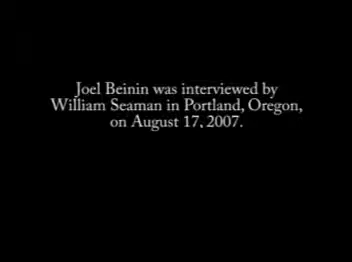 Joel Beinin was interviewed by
William Seaman in Portland, Oregon,
on August 17, 2007.